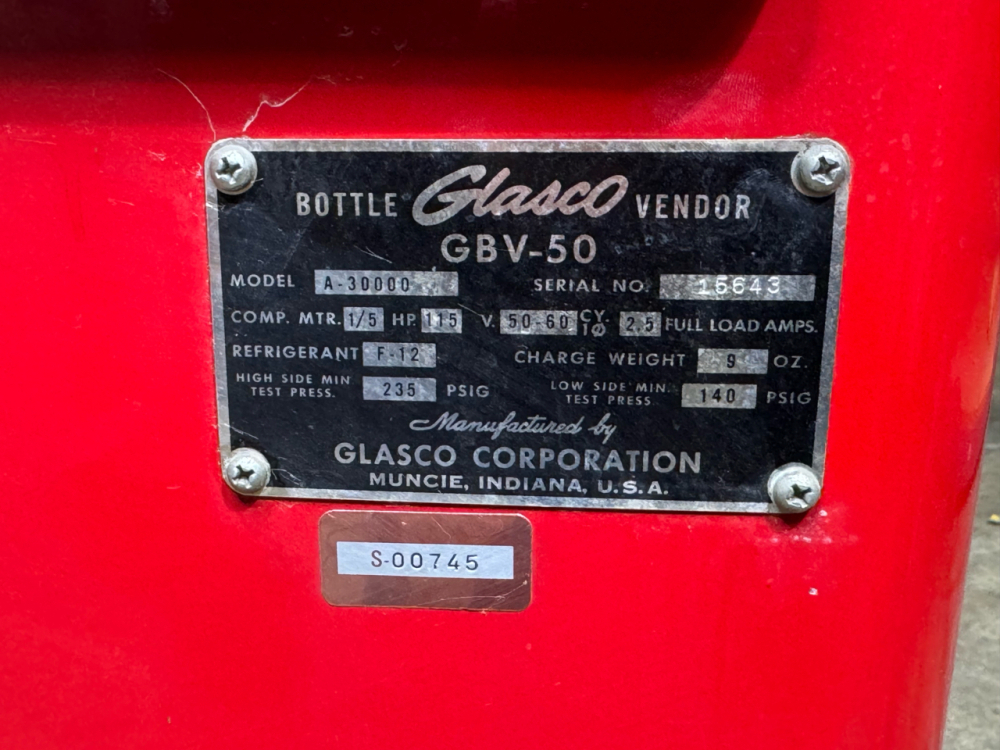 BOTTLE Glasco VENDOR
GBV-50
MODEL A-30000 SERIAL NO. 16643
COMP. MTR. 1/5 HP. 115 V. 50-60 CY. 1Ø 2.5 FULL LOAD AMPS.
REFRIGERANT F-12 CHARGE WEIGHT 9 OZ.
HIGH SIDE MIN TEST PRESS. 235 PSIG LOW SIDE MIN. TEST PRESS. 140 PSIG
Manufactured by
GLASCO CORPORATION
MUNCIE, INDIANA, U.S.A.
S-00745